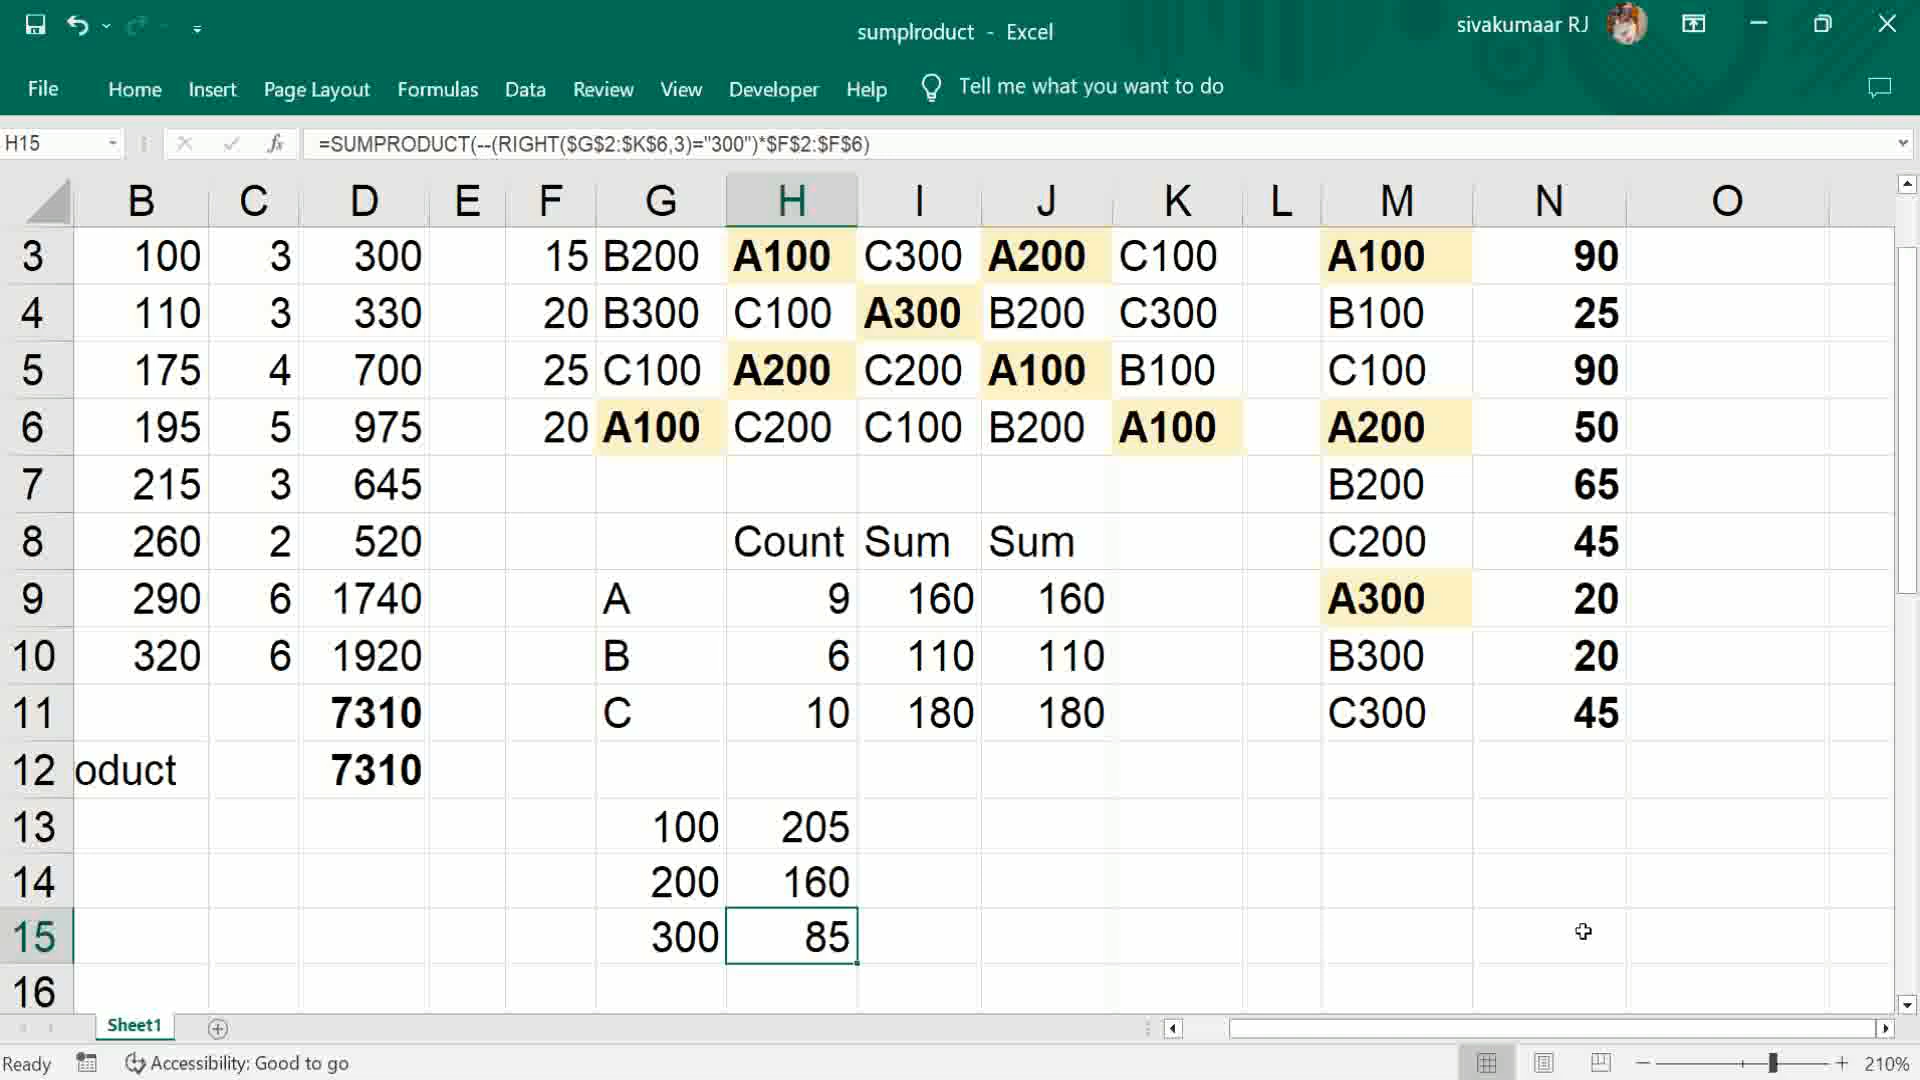 sumplroduct - Excel
sivakumaar RJ
File Home Insert Page Layout Formulas Data Review View Developer Help Tell me what you want to do
H15 fx =SUMPRODUCT(--(RIGHT($G$2:$K$6,3)="300")*$F$2:$F$6)
B C D E F G H I J K L M N O
3 100 3 300 15 B200 A100 C300 A200 C100 A100 90
4 110 3 330 20 B300 C100 A300 B200 C300 B100 25
5 175 4 700 25 C100 A200 C200 A100 B100 C100 90
6 195 5 975 20 A100 C200 C100 B200 A100 A200 50
7 215 3 645 B200 65
8 260 2 520 Count Sum Sum C200 45
9 290 6 1740 A 9 160 160 A300 20
10 320 6 1920 B 6 110 110 B300 20
11 7310 C 10 180 180 C300 45
12 oduct 7310
13 100 205
14 200 160
15 300 85
16
Sheet1
Ready Accessibility: Good to go 210%